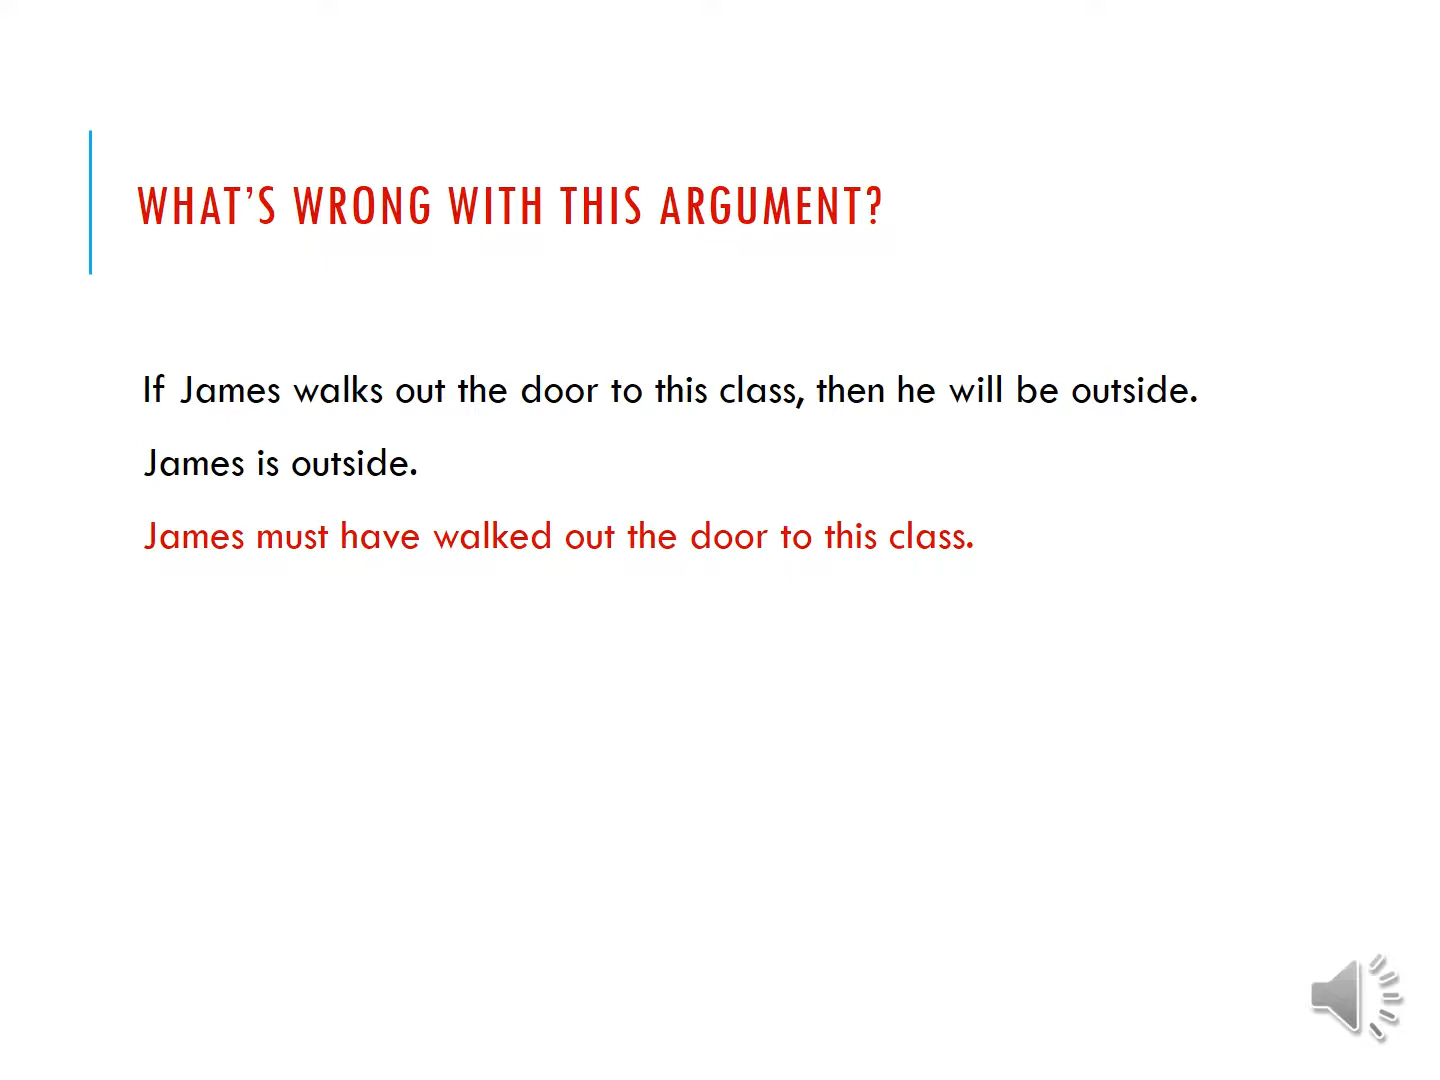 WHAT'S WRONG WITH THIS ARGUMENT?
If James walks out the door to this class, then he will be outside.
James is outside.
James must have walked out the door to this class.